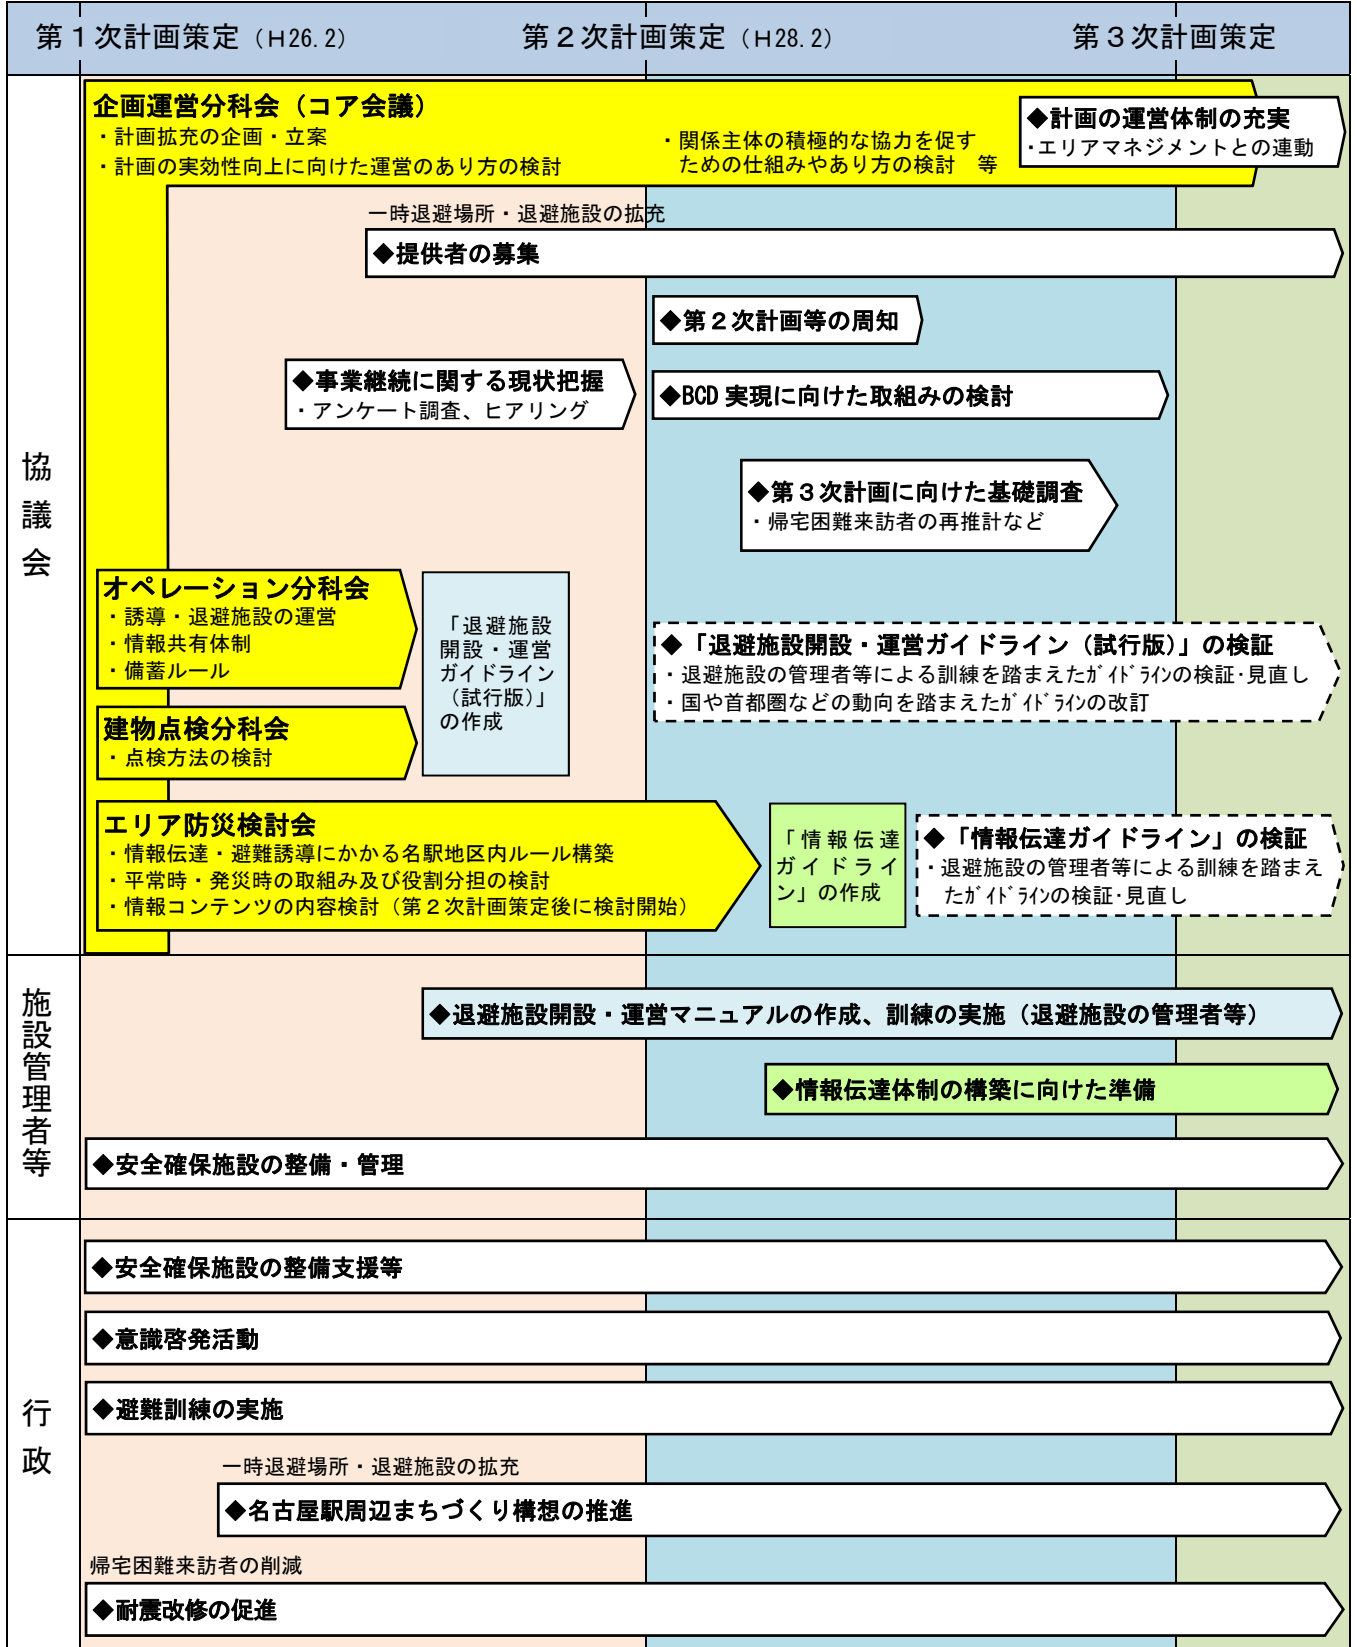 第１次計画策定（H26.2）
第２次計画策定（H28.2）
第３次計画策定
協議会
企画運営分科会（コア会議）
・計画拡充の企画・立案
・計画の実効性向上に向けた運営のあり方の検討
・関係主体の積極的な協力を促す
ための仕組みやあり方の検討　等
◆計画の運営体制の充実
・エリアマネジメントとの連動
一時退避場所・退避施設の拡充
◆提供者の募集
◆第２次計画等の周知
◆事業継続に関する現状把握
・アンケート調査、ヒアリング
◆BCD 実現に向けた取組みの検討
◆第３次計画に向けた基礎調査
・帰宅困難来訪者の再推計など
オペレーション分科会
・誘導・退避施設の運営
・情報共有体制
・備蓄ルール
建物点検分科会
・点検方法の検討
「退避施設
開設・運営
ガイドライン
（試行版）」
の作成
◆「退避施設開設・運営ガイドライン（試行版）」の検証
・退避施設の管理者等による訓練を踏まえたｶﾞｲﾄﾞﾗｲﾝの検証･見直し
・国や首都圏などの動向を踏まえたｶﾞｲﾄﾞﾗｲﾝの改訂
エリア防災検討会
・情報伝達・避難誘導にかかる名駅地区内ルール構築
・平常時・発災時の取組み及び役割分担の検討
・情報コンテンツの内容検討（第２次計画策定後に検討開始）
「情報伝達
ガイドライ
ン」の作成
◆「情報伝達ガイドライン」の検証
・退避施設の管理者等による訓練を踏まえ
たｶﾞｲﾄﾞﾗｲﾝの検証･見直し
施設管理者等
◆退避施設開設・運営マニュアルの作成、訓練の実施（退避施設の管理者等）
◆情報伝達体制の構築に向けた準備
◆安全確保施設の整備・管理
行政
◆安全確保施設の整備支援等
◆意識啓発活動
◆避難訓練の実施
一時退避場所・退避施設の拡充
◆名古屋駅周辺まちづくり構想の推進
帰宅困難来訪者の削減
◆耐震改修の促進